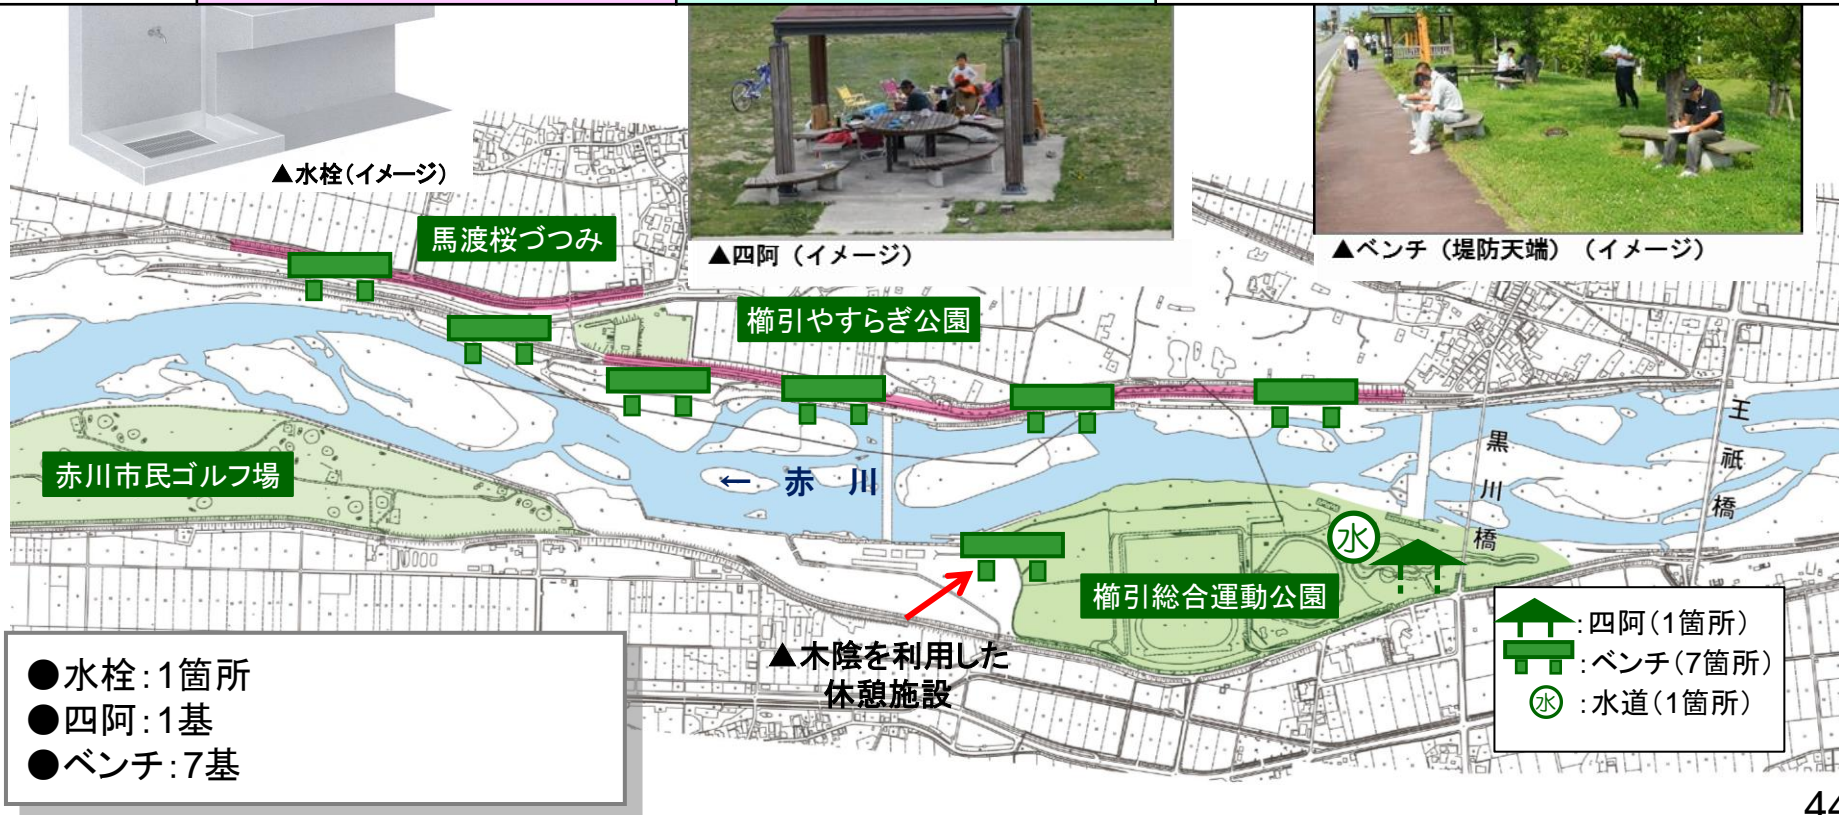 ▲水栓(イメージ)
▲四阿（イメージ）
▲ベンチ（堤防天端）（イメージ）
馬渡桜づつみ
櫛引やすらぎ公園
赤川市民ゴルフ場
← 赤 川
黒川橋
王祇橋
水
櫛引総合運動公園
▲木陰を利用した
休憩施設
●水栓:1箇所
●四阿:1基
●ベンチ:7基
:四阿(1箇所)
:ベンチ(7箇所)
水:水道(1箇所)
44